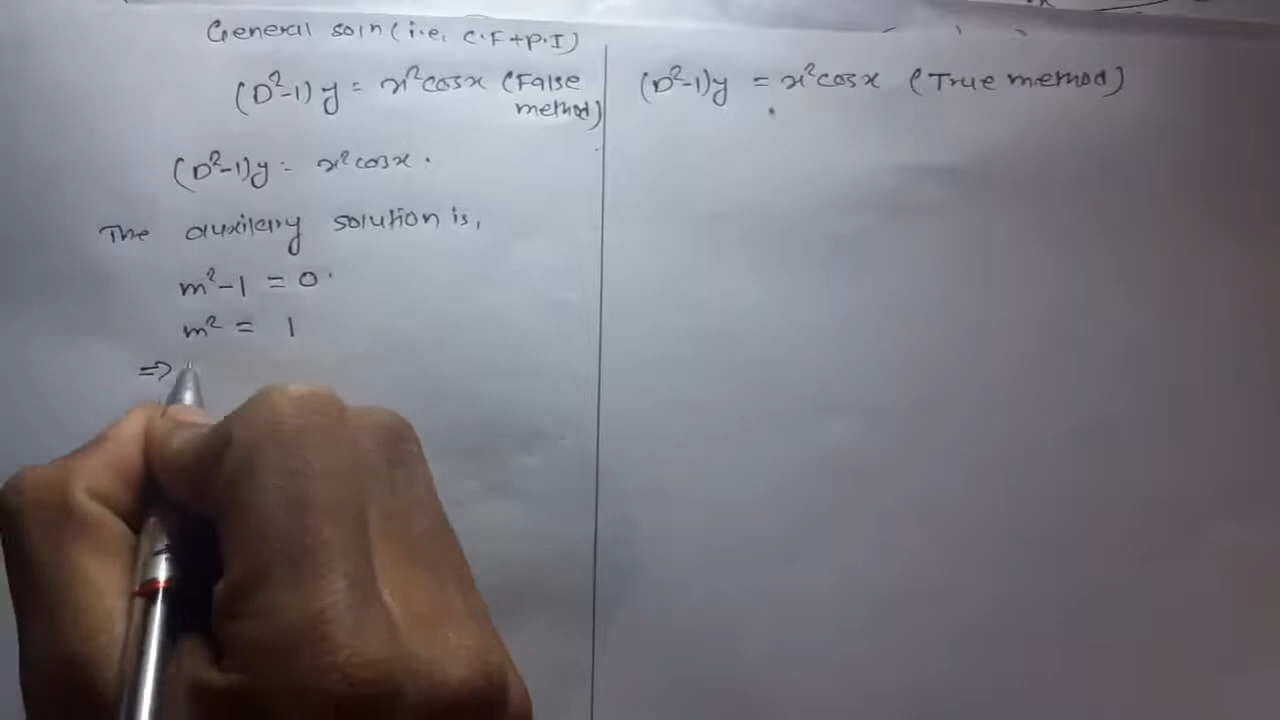 General soln (i.e. C.F+P.I)
(D²-1)y = x²cosx (False
method)
(D²-1)y = x²cosx.
The auxilary solution is,
m²-1 = 0.
m² = 1
=>
(D²-1)y = x²cosx (True method)